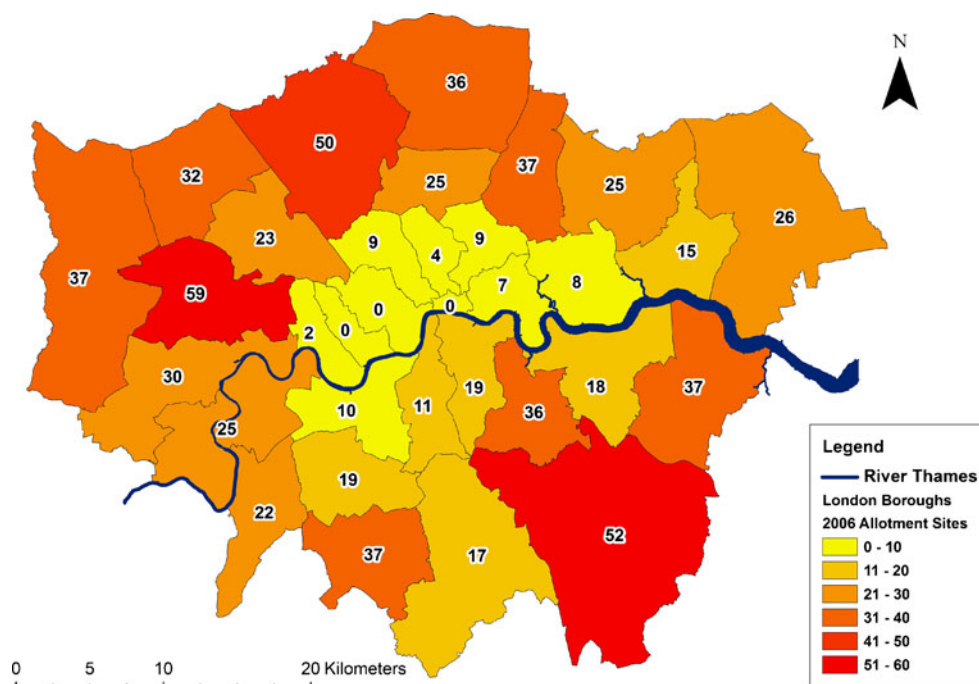 N
36
50
32
37
25
25
26
23
9
9
4
15
37
7
8
59
0
0
2
0
30
19
37
18
10
11
36
25
19
22
52
37
17
Legend
River Thames
London Boroughs
2006 Allotment Sites
0 - 10
11 - 20
21 - 30
31 - 40
41 - 50
51 - 60
0 5 10 20 Kilometers